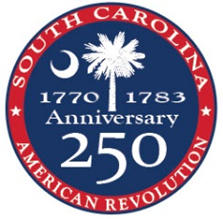 SOUTH CAROLINA
1770 1783
Anniversary
250
AMERICAN REVOLUTION